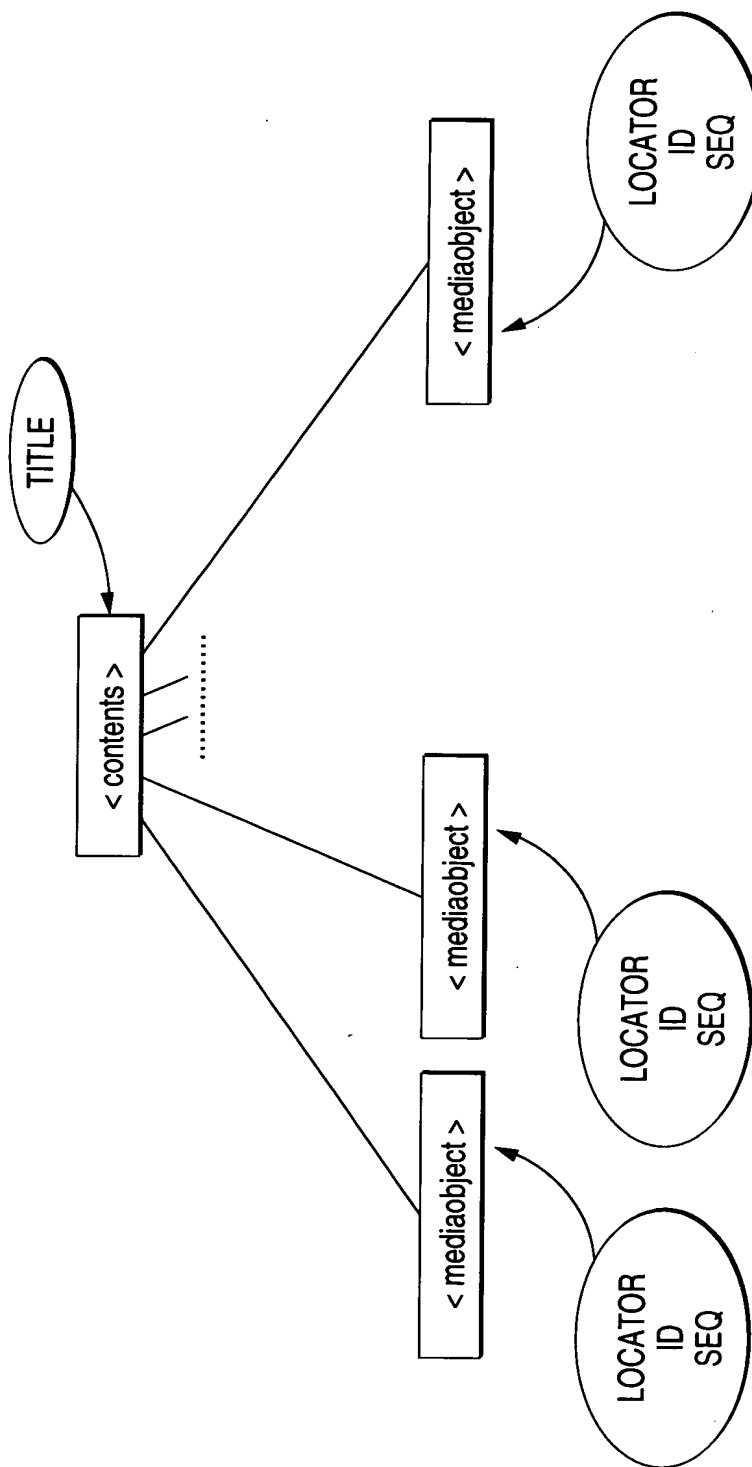 TITLE
< contents >
..........
< mediaobject >
< mediaobject >
< mediaobject >
LOCATOR
ID
SEQ
LOCATOR
ID
SEQ
LOCATOR
ID
SEQ